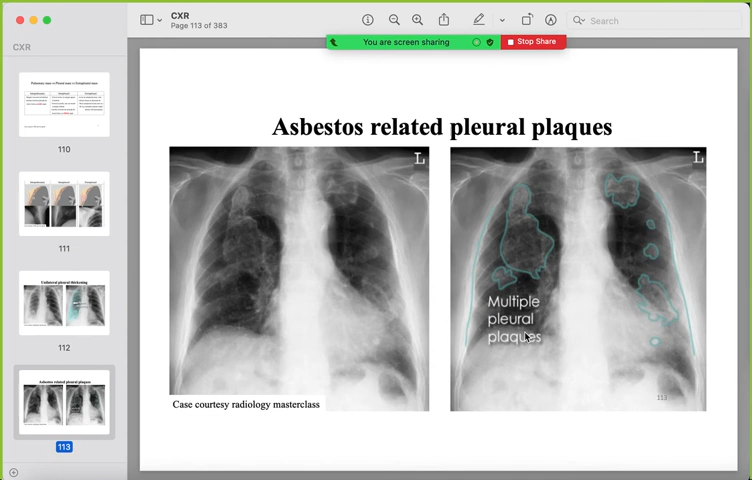 CXR
Page 113 of 383
Search
You are screen sharing
Stop Share
CXR
110
111
Unilateral pleural thickening
112
Asbestos related pleural plaques
113
Asbestos related pleural plaques
L
L
Multiple
pleural
plaques
113
Case courtesy radiology masterclass